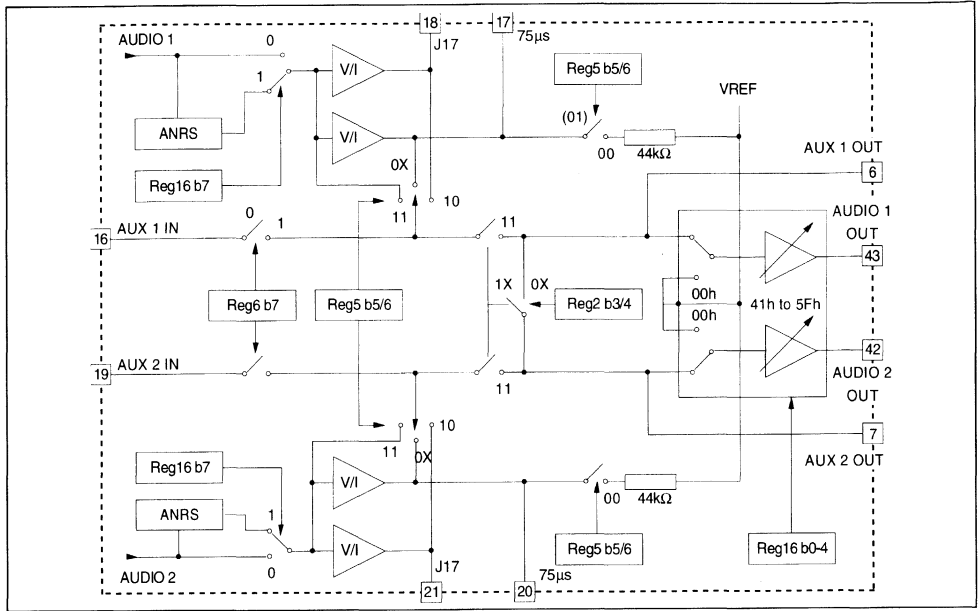 18
17
AUDIO 1
0
J17
75µs
V/I
Reg5 b5/6
VREF
1
(01)
ANRS
V/I
00
44kΩ
AUX 1 OUT
0X
6
Reg16 b7
11
10
AUDIO 1
OUT
0
1
11
16
AUX 1 IN
43
1X
0X
00h
Reg6 b7
Reg5 b5/6
Reg2 b3/4
00h
41h to 5Fh
42
19
AUX 2 IN
11
AUDIO 2
OUT
10
7
11
0X
AUX 2 OUT
Reg16 b7
V/I
00
44kΩ
ANRS
1
V/I
Reg5 b5/6
Reg16 b0-4
0
J17
AUDIO 2
75µs
21
20